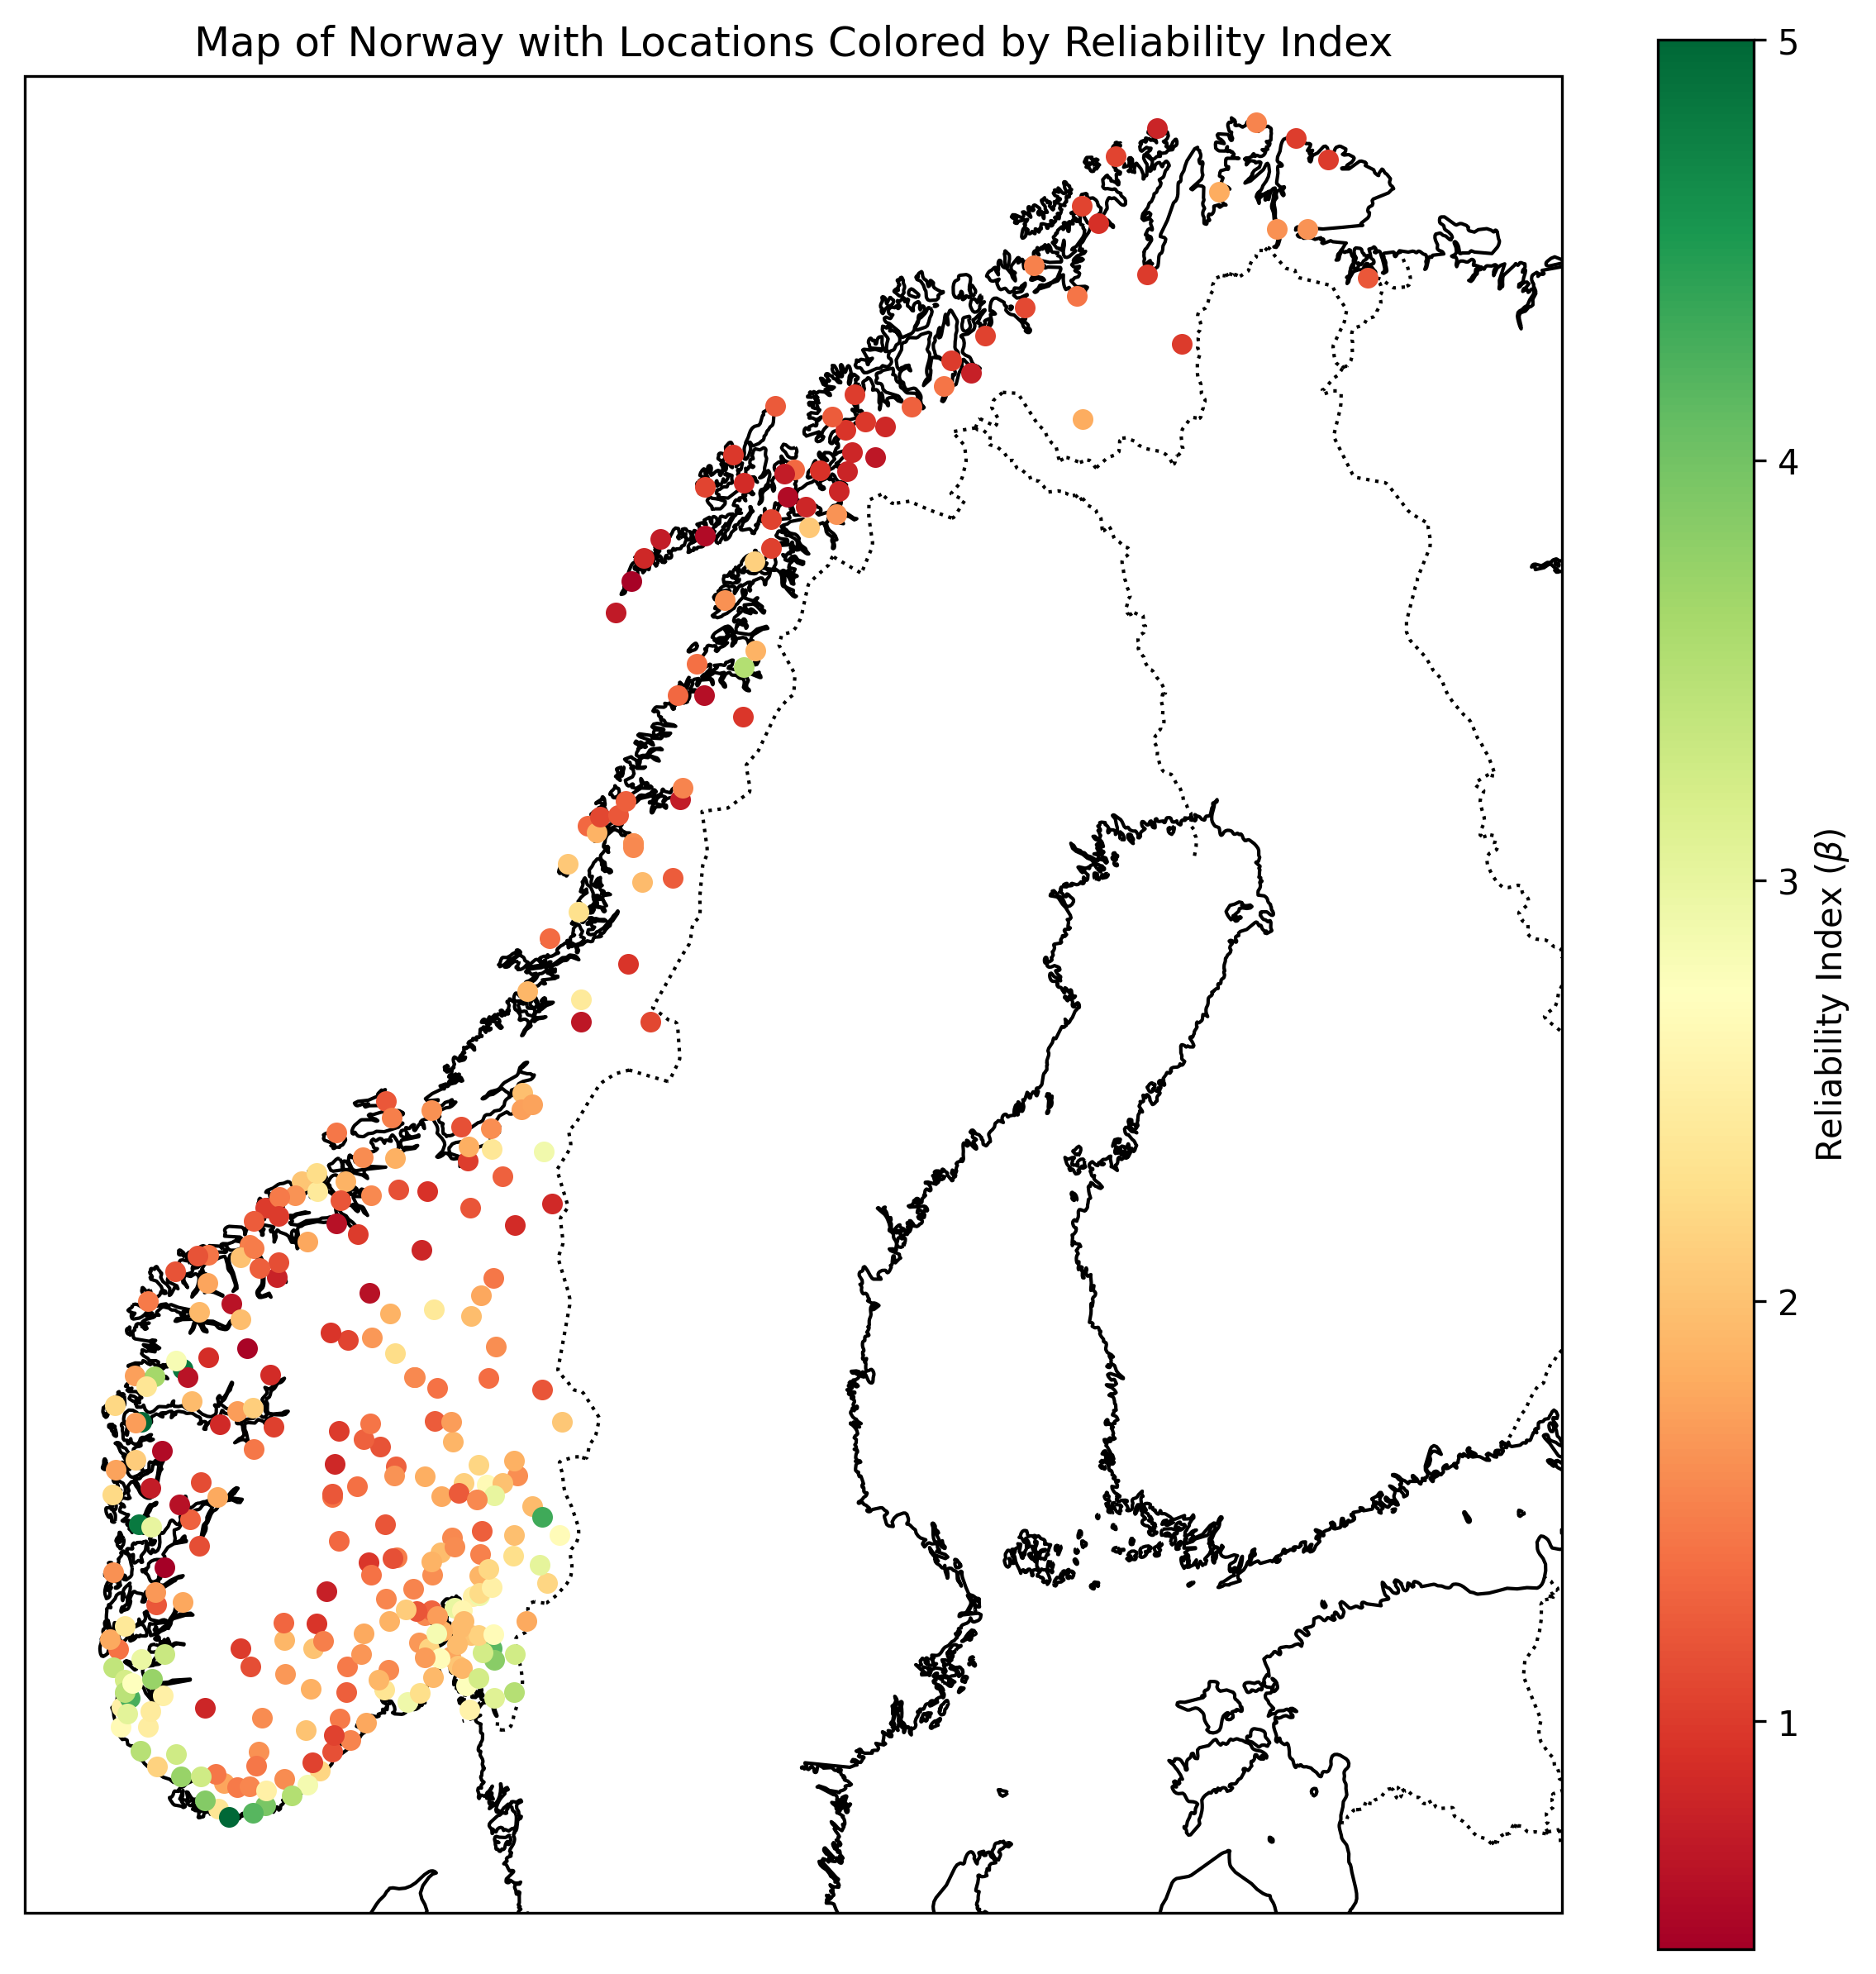 Map of Norway with Locations Colored by Reliability Index
5
4
3
2
1
Reliability Index (β)